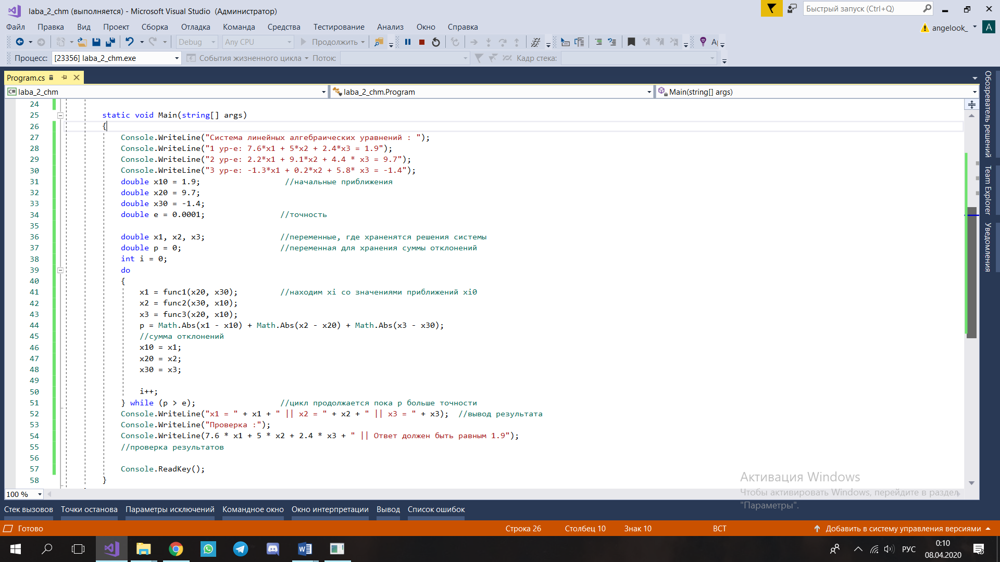 laba_2_chm (выполняется) - Microsoft Visual Studio (Администратор)
Быстрый запуск (Ctrl+Q)
Файл Правка Вид Проект Сборка Отладка Команда Средства Тестирование Анализ Окно Справка
angelook_ A
Debug Any CPU Продолжить
Процесс: [23356] laba_2_chm.exe События жизненного цикла Поток: Кадр стека:
Program.cs
C# laba_2_chm laba_2_chm.Program Main(string[] args)
24
25 static void Main(string[] args)
26 {
27 Console.WriteLine("Система линейных алгебраических уравнений : ");
28 Console.WriteLine("1 ур-е: 7.6*x1 + 5*x2 + 2.4*x3 = 1.9");
29 Console.WriteLine("2 ур-е: 2.2*x1 + 9.1*x2 + 4.4 * x3 = 9.7");
30 Console.WriteLine("3 ур-е: -1.3*x1 + 0.2*x2 + 5.8* x3 = -1.4");
31 double x10 = 1.9; //начальные приближения
32 double x20 = 9.7;
33 double x30 = -1.4;
34 double e = 0.0001; //точность
35
36 double x1, x2, x3; //переменные, где храненятся решения системы
37 double p = 0; //переменная для хранения суммы отклонений
38 int i = 0;
39 do
40 {
41 x1 = func1(x20, x30); //находим xi со значениями приближений xi0
42 x2 = func2(x30, x10);
43 x3 = func3(x20, x10);
44 p = Math.Abs(x1 - x10) + Math.Abs(x2 - x20) + Math.Abs(x3 - x30);
45 //сумма отклонений
46 x10 = x1;
47 x20 = x2;
48 x30 = x3;
49
50 i++;
51 } while (p > e); //цикл продолжается пока p больше точности
52 Console.WriteLine("x1 = " + x1 + " || x2 = " + x2 + " || x3 = " + x3); //вывод результата
53 Console.WriteLine("Проверка :");
54 Console.WriteLine(7.6 * x1 + 5 * x2 + 2.4 * x3 + " || Ответ должен быть равным 1.9");
55 //проверка результатов
56
57 Console.ReadKey();
58 }
Обозреватель решений
Team Explorer
Уведомления
Активация Windows
Чтобы активировать Windows, перейдите в раздел
"Параметры".
100 %
Стек вызовов Точки останова Параметры исключений Командное окно Окно интерпретации Вывод Список ошибок
Готово Строка 26 Столбец 10 Знак 10 ВСТ Добавить в систему управления версиями
РУС 0:10
08.04.2020